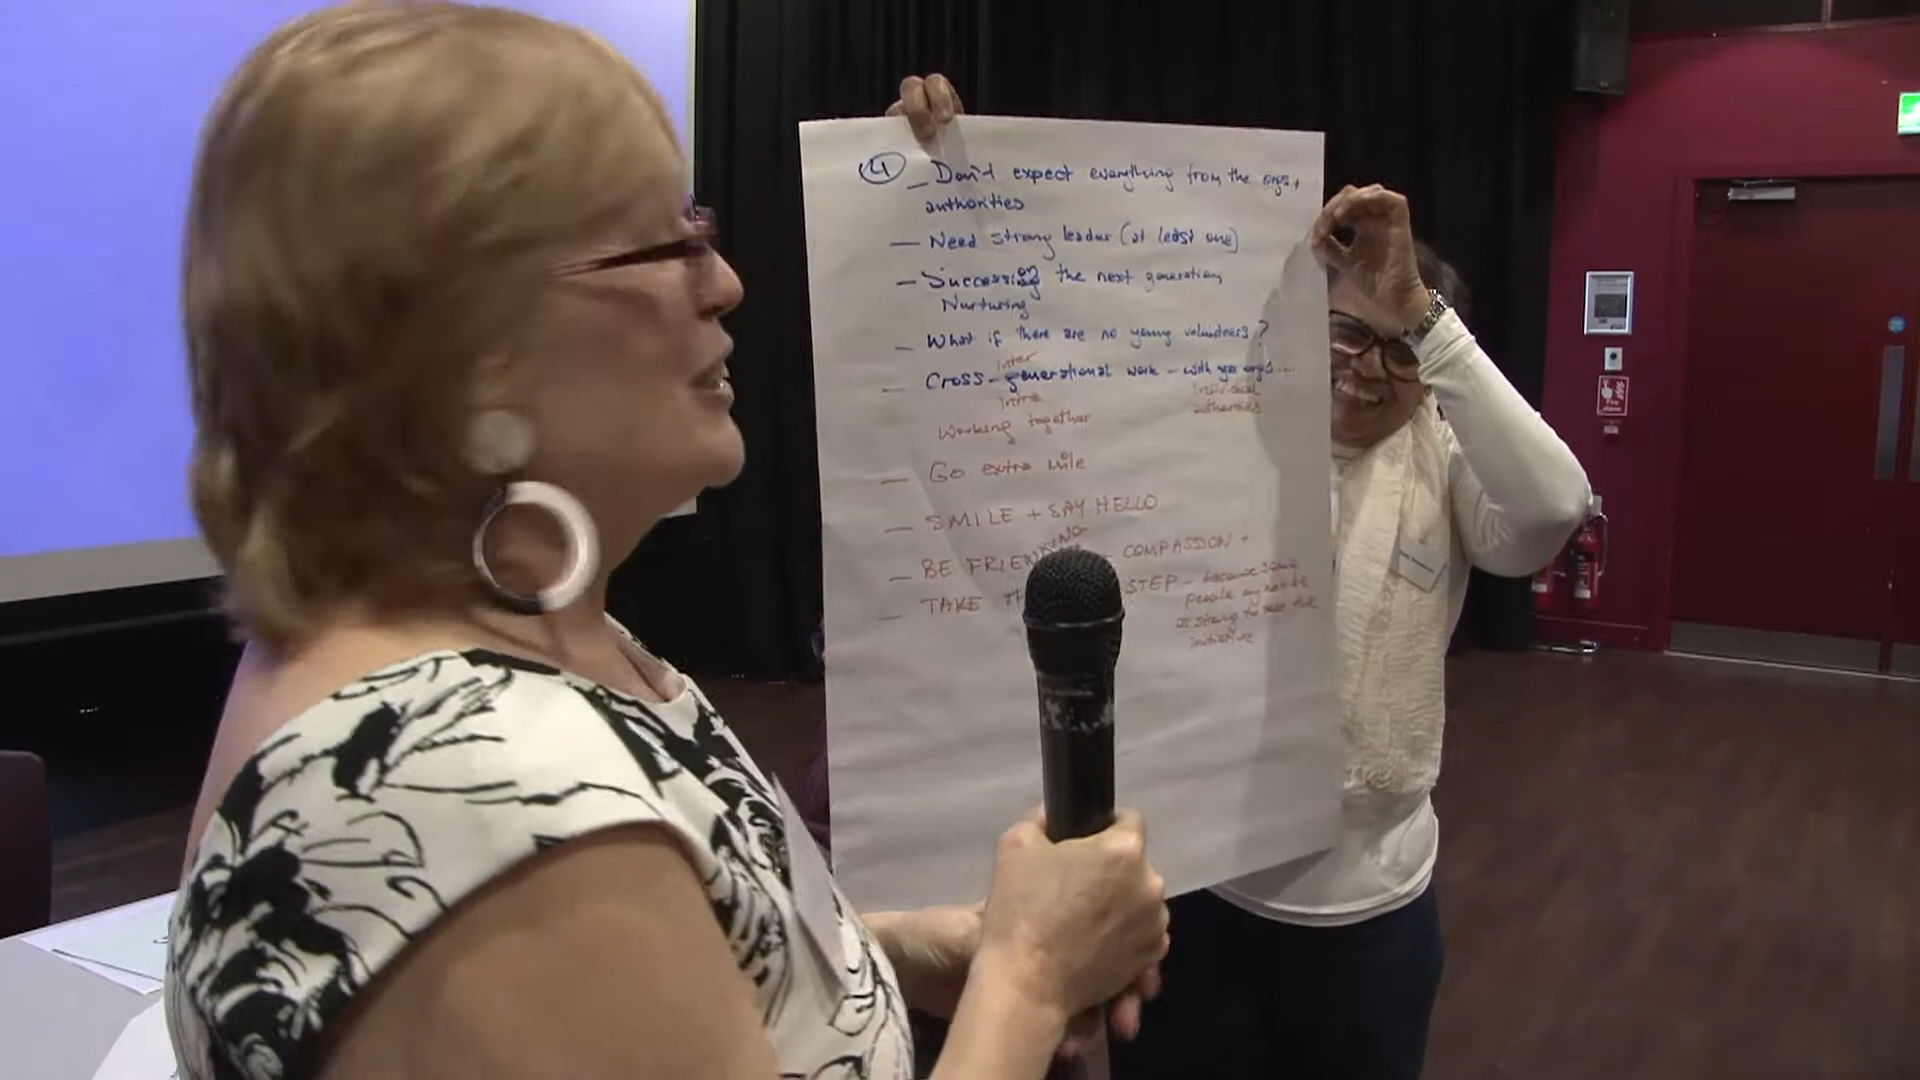 4 - Don't expect everything from the orgs +
authorities
- Need strong leader (at least one)
- Succession the next generation,
Nurturing
- What if there are no young volunteers?
inter
- Cross-generational work - with
intra
individual
authorities
Working together
- Go extra mile
- SMILE + SAY HELLO
- BE FRIEND COMPASSION +
- TAKE STEP - because some
people may not be
as strong to take the
initiative
Fire